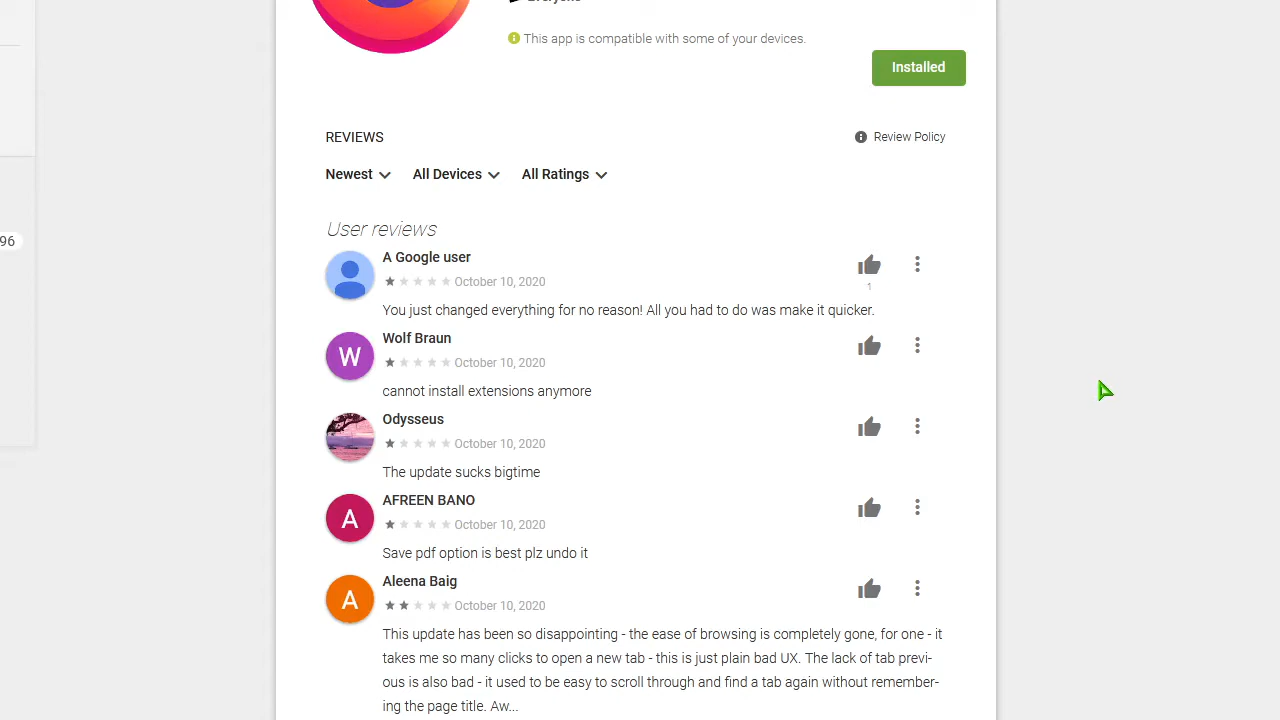 Everyone
This app is compatible with some of your devices.
Installed
REVIEWS
Review Policy
Newest
All Devices
All Ratings
96
User reviews
A Google user
October 10, 2020
1
You just changed everything for no reason! All you had to do was make it quicker.
W
Wolf Braun
October 10, 2020
cannot install extensions anymore
Odysseus
October 10, 2020
The update sucks bigtime
A
AFREEN BANO
October 10, 2020
Save pdf option is best plz undo it
A
Aleena Baig
October 10, 2020
This update has been so disappointing - the ease of browsing is completely gone, for one - it
takes me so many clicks to open a new tab - this is just plain bad UX. The lack of tab previ-
ous is also bad - it used to be easy to scroll through and find a tab again without remember-
ing the page title. Aw...